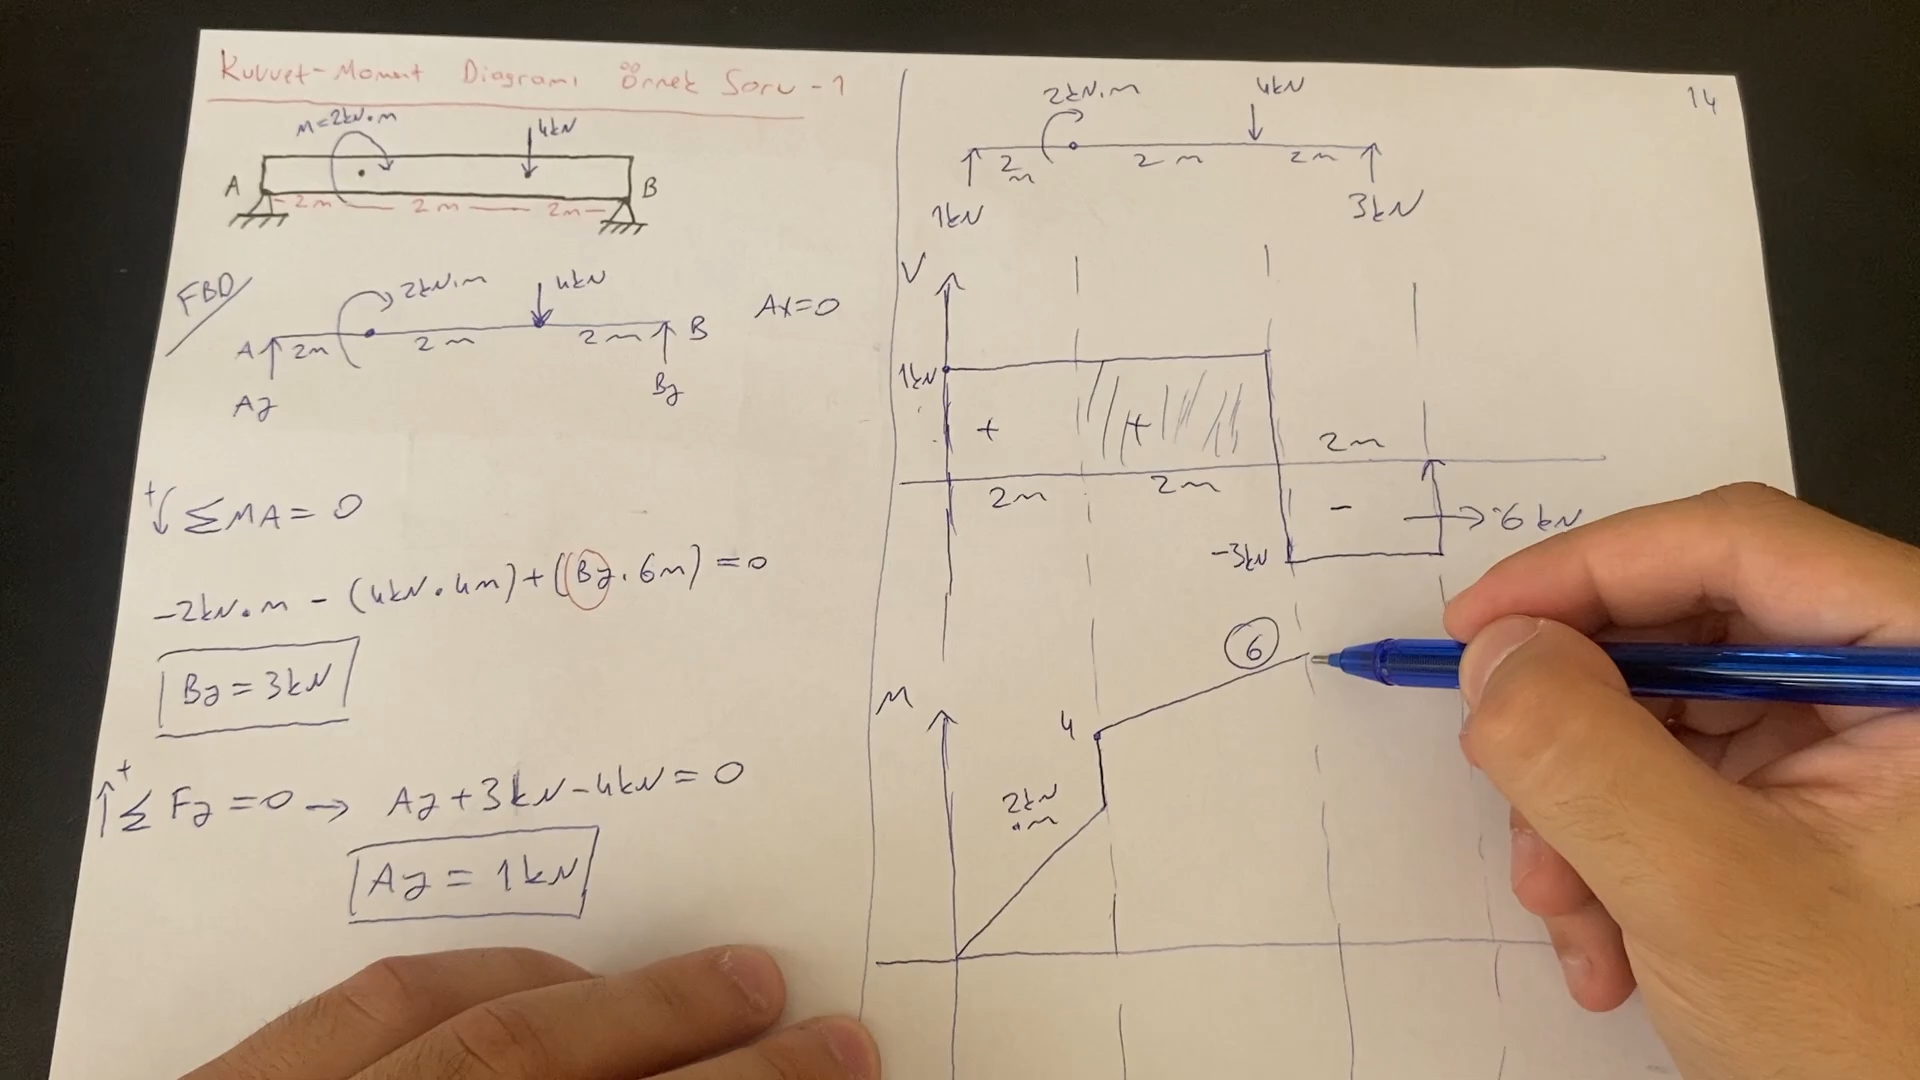 Kuvvet-Moment Diagramı Örnek Soru - 1
M=2kN.m
4kN
A
B
2m
2m
2m
FBD
2kN.m
4kN
Ax=0
A
2m
2m
2m
B
Ay
By
+ ΣMA = 0
-2kN.m - (4kN.4m)+(By.6m)=0
By = 3kN
+ ΣFy =0 → Ay+3kN-4kN=0
Ay = 1kN
14
2kN.m
4kN
2m
2m
2m
1kN
3kN
V
1kN
+
+
2m
2m
2m
-
-3kN
-6kN
M
6
4
2kN.m